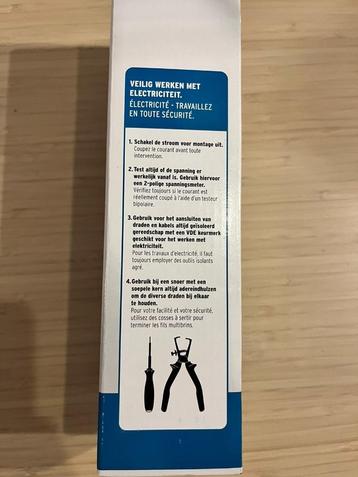 VEILIG WERKEN MET
ELECTRICITEIT.
ÉLECTRICITÉ - TRAVAILLEZ
EN TOUTE SÉCURITÉ.
1. Schakel de stroom voor montage uit.
Coupez le courant avant toute
intervention.
2. Test altijd of de spanning er
werkelijk vanaf is. Gebruik hiervoor
een 2-polige spanningsmeter.
Vérifiez toujours si le courant est
réellement coupé à l'aide d'un testeur
bipolaire.
3. Gebruik voor het aansluiten van
draden en kabels altijd geïsoleerd
gereedschap met een VDE keurmerk
geschikt voor het werken met
elektriciteit.
Pour les travaux d'électricité, il faut
toujours employer des outils isolants
agré.
4. Gebruik bij een snoer met een
soepele kern altijd adereindhulzen
om de diverse draden bij elkaar
te houden.
Pour votre facilité et votre sécurité,
utilisez des cosses à sertir pour
terminer les fils multibrins.